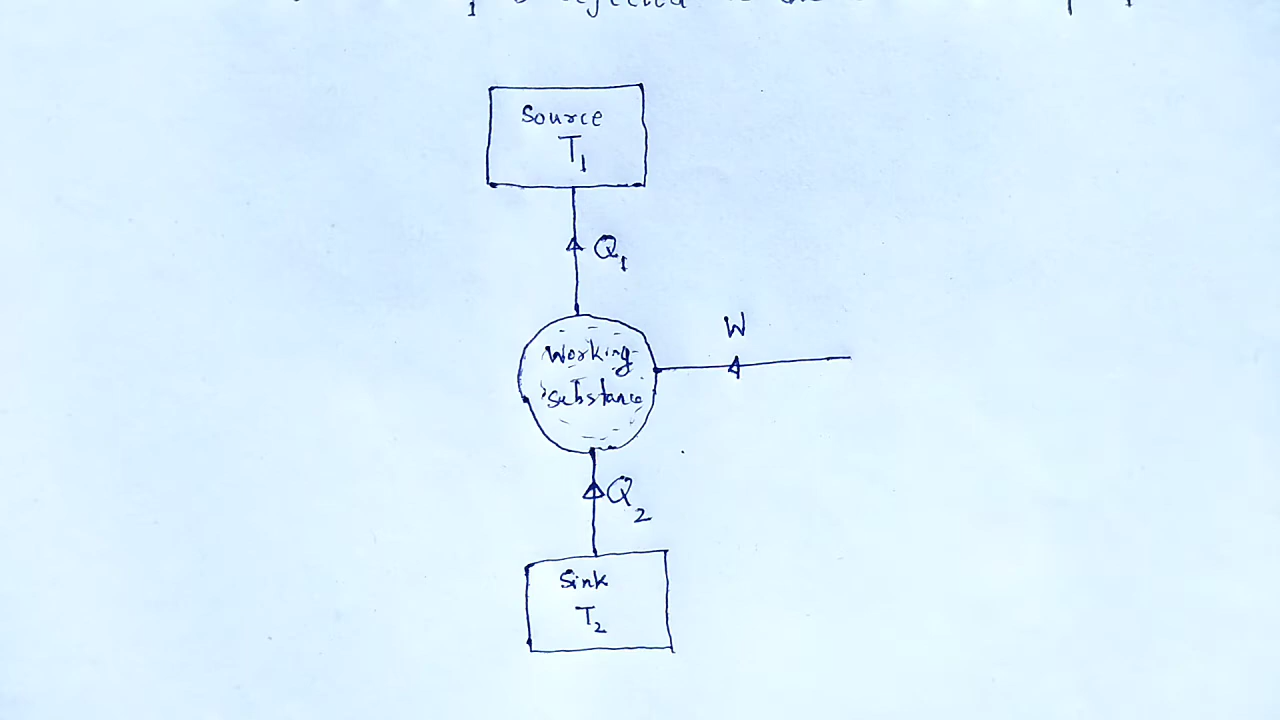 Source
T₁
Q₁
W
Working
substance
Q₂
Sink
T₂